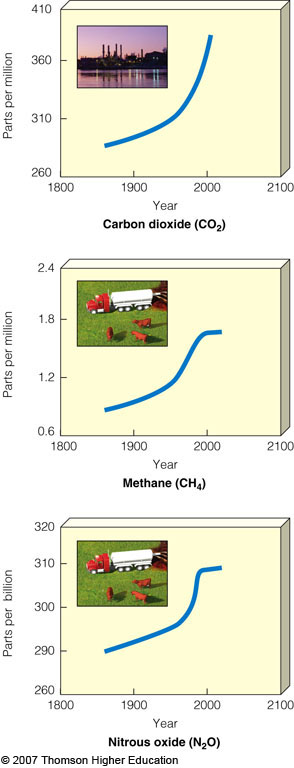 410
360
310
260
Parts per million
1800 1900 2000 2100
Year
Carbon dioxide (CO₂)
2.4
1.8
1.2
0.6
Parts per million
1800 1900 2000 2100
Year
Methane (CH₄)
320
310
300
290
260
Parts per billion
1800 1900 2000 2100
Year
Nitrous oxide (N₂O)
© 2007 Thomson Higher Education